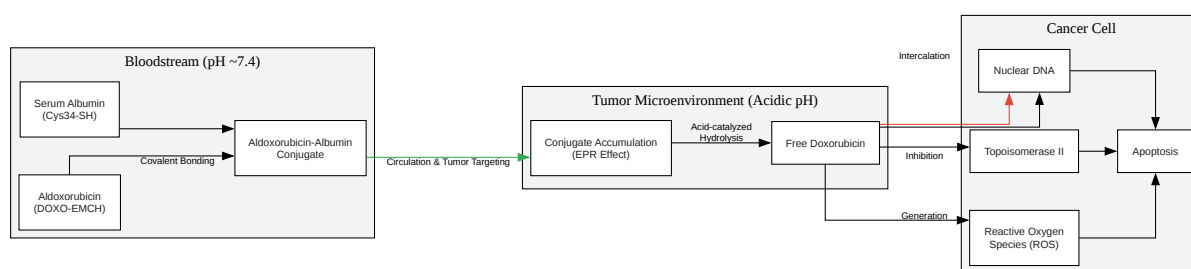 Bloodstream (pH ~7.4)
Serum Albumin
(Cys34-SH)
Aldoxorubicin
(DOXO-EMCH)
Covalent Bonding
Aldoxorubicin-Albumin
Conjugate
Circulation & Tumor Targeting
Tumor Microenvironment (Acidic pH)
Conjugate Accumulation
(EPR Effect)
Acid-catalyzed
Hydrolysis
Free Doxorubicin
Intercalation
Inhibition
Generation
Cancer Cell
Nuclear DNA
Topoisomerase II
Reactive Oxygen
Species (ROS)
Apoptosis